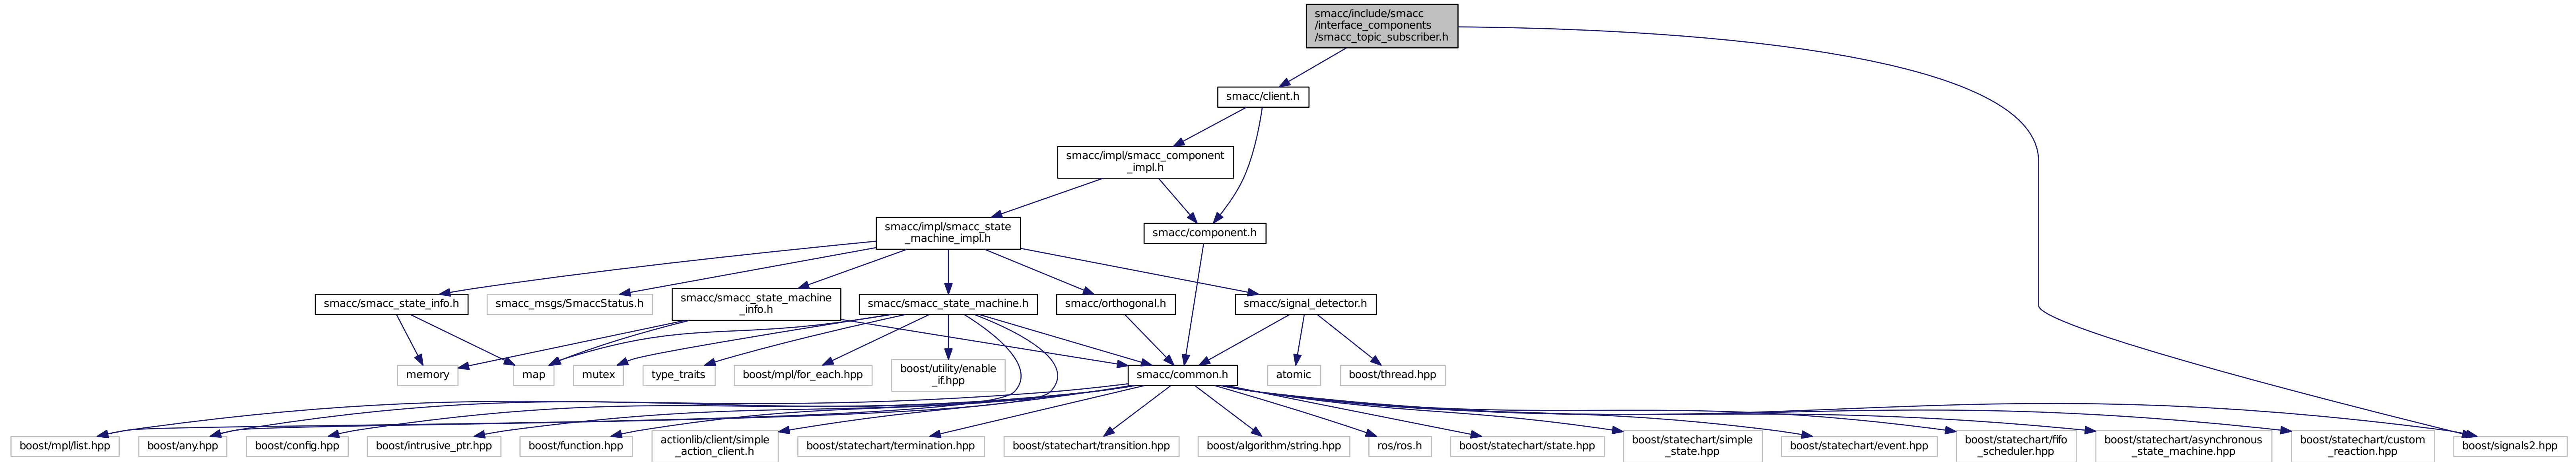 smacc/include/smacc
/interface_components
/smacc_topic_subscriber.h
smacc/client.h
smacc/impl/smacc_component
_impl.h
smacc/impl/smacc_state
_machine_impl.h
smacc/component.h
smacc/smacc_state_info.h
smacc_msgs/SmaccStatus.h
smacc/smacc_state_machine
_info.h
smacc/smacc_state_machine.h
smacc/orthogonal.h
smacc/signal_detector.h
memory
map
mutex
type_traits
boost/mpl/for_each.hpp
boost/utility/enable
_if.hpp
smacc/common.h
atomic
boost/thread.hpp
boost/mpl/list.hpp
boost/any.hpp
boost/config.hpp
boost/intrusive_ptr.hpp
boost/function.hpp
actionlib/client/simple
_action_client.h
boost/statechart/termination.hpp
boost/statechart/transition.hpp
boost/algorithm/string.hpp
ros/ros.h
boost/statechart/state.hpp
boost/statechart/simple
_state.hpp
boost/statechart/event.hpp
boost/statechart/fifo
_scheduler.hpp
boost/statechart/asynchronous
_state_machine.hpp
boost/statechart/custom
_reaction.hpp
boost/signals2.hpp